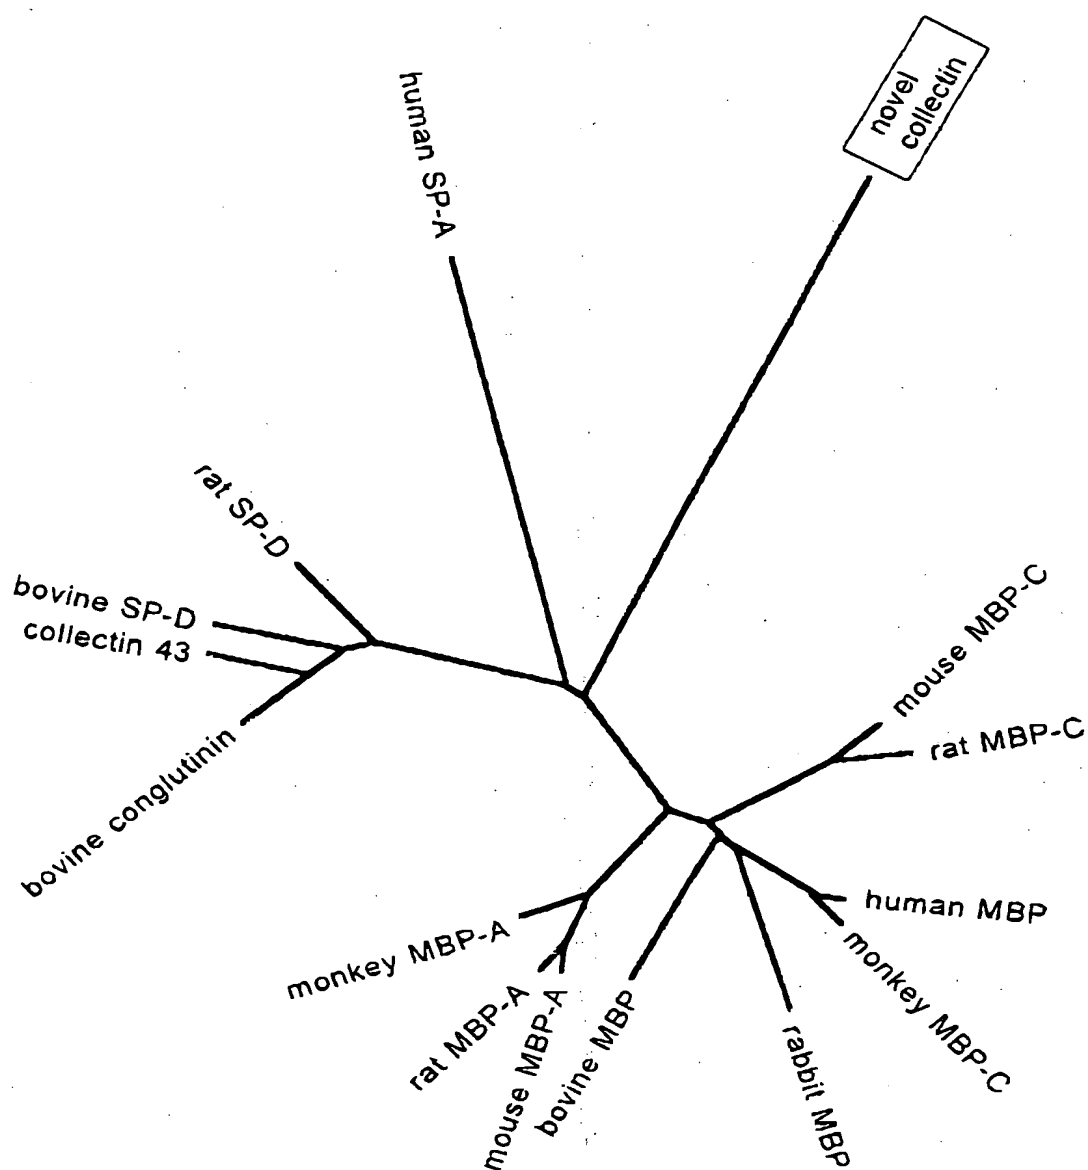 novel
collectin
human SP-A
rat SP-D
bovine SP-D
collectin 43
bovine conglutinin
mouse MBP-C
rat MBP-C
human MBP
monkey MBP-C
rabbit MBP
bovine MBP
mouse MBP-A
rat MBP-A
monkey MBP-A